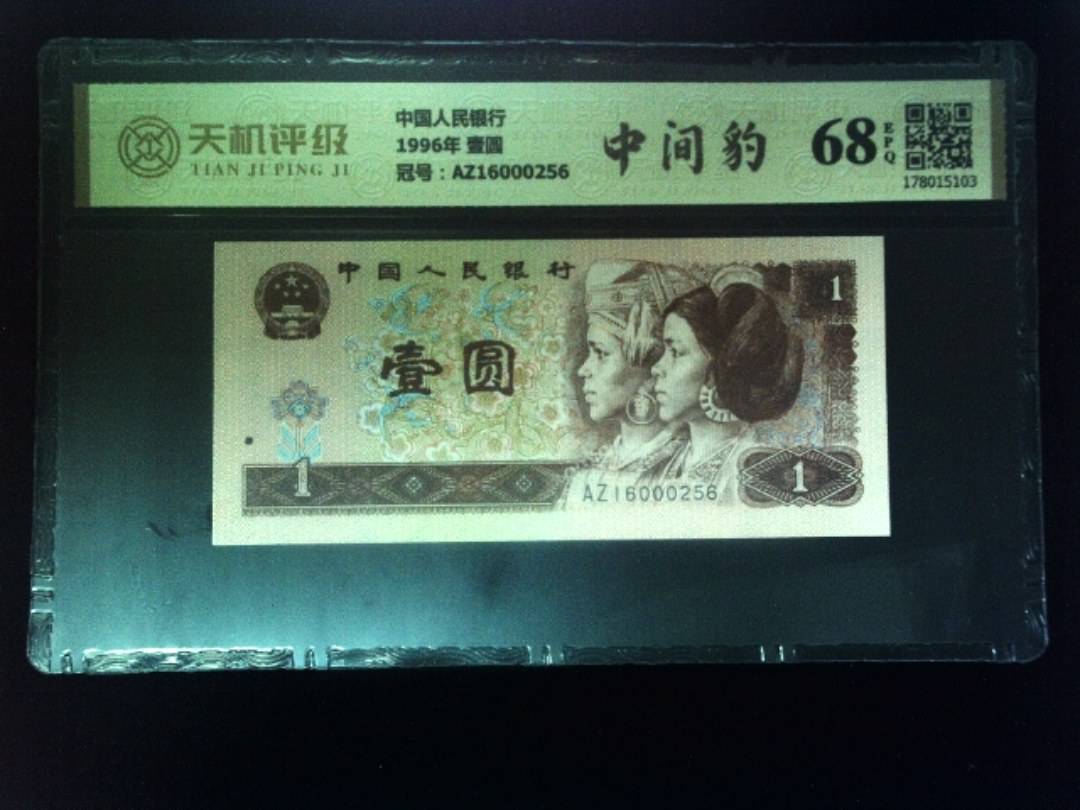 天机评级
TIAN JI PING JI
中国人民银行
1996年 壹圆
冠号：AZ16000256
中间豹
68
EPQ
178015103
中国人民银行
1
壹圆
1
AZ16000256
1